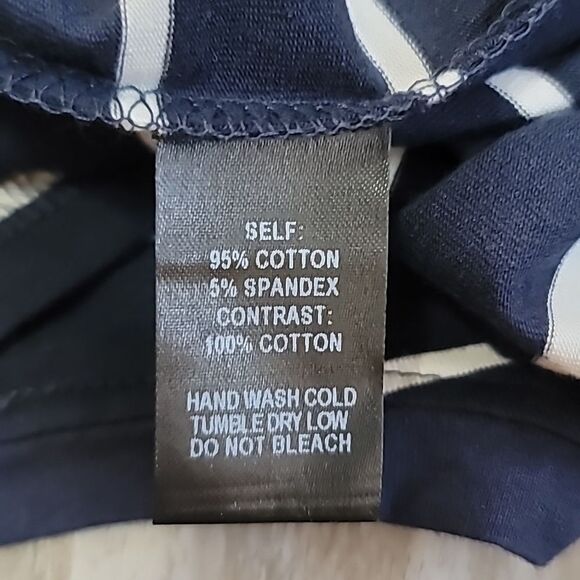 SELF:
95% COTTON
5% SPANDEX
CONTRAST:
100% COTTON
HAND WASH COLD
TUMBLE DRY LOW
DO NOT BLEACH